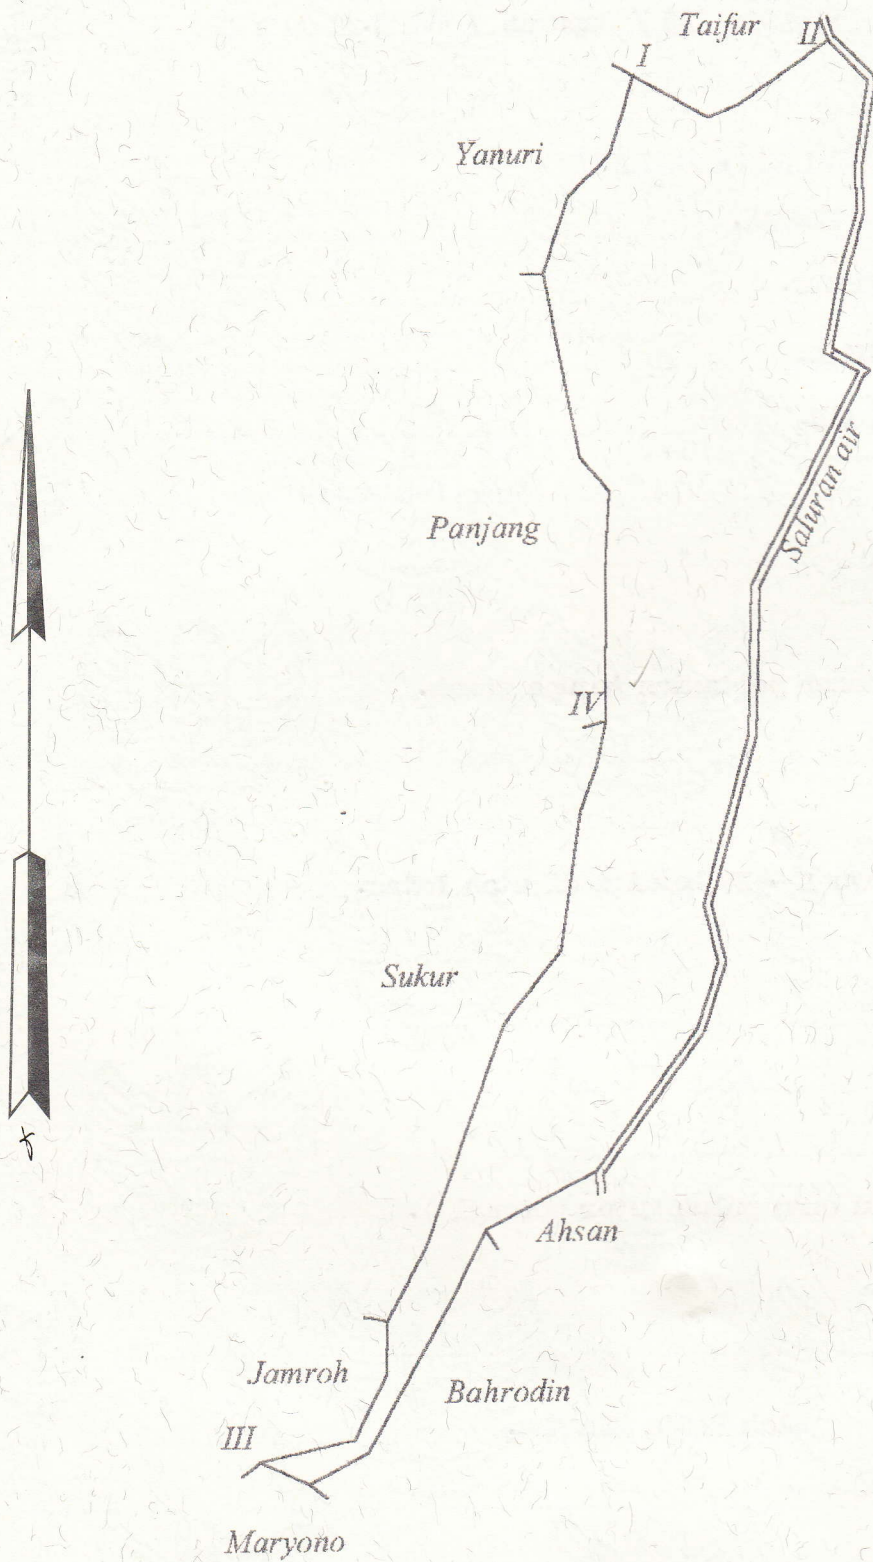 Taifur
II
I
Yanuri
Saluran air
Panjang
IV
Sukur
Ahsan
Jamroh
Bahrodin
III
Maryono